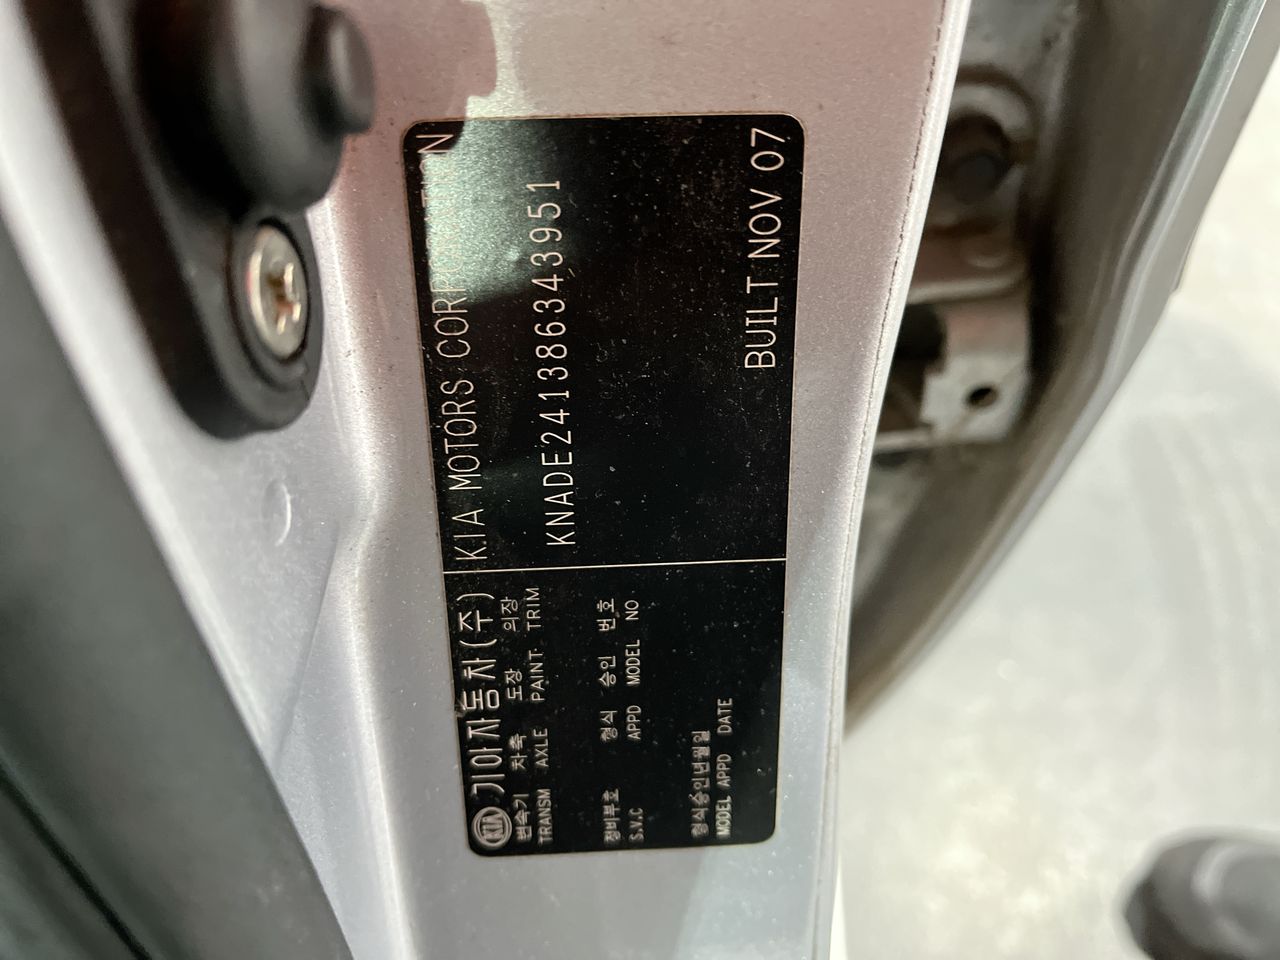 KIA 기아자동차(주) KIA MOTORS CORPORATION
변속기 차축 도장 의장
TRANSM AXLE PAINT TRIM
KNADE241386343951
정비부호 형식 승인 번호
S.V.C APPD MODEL NO
형식승인년월일
MODEL APPD DATE
BUILT NOV 07